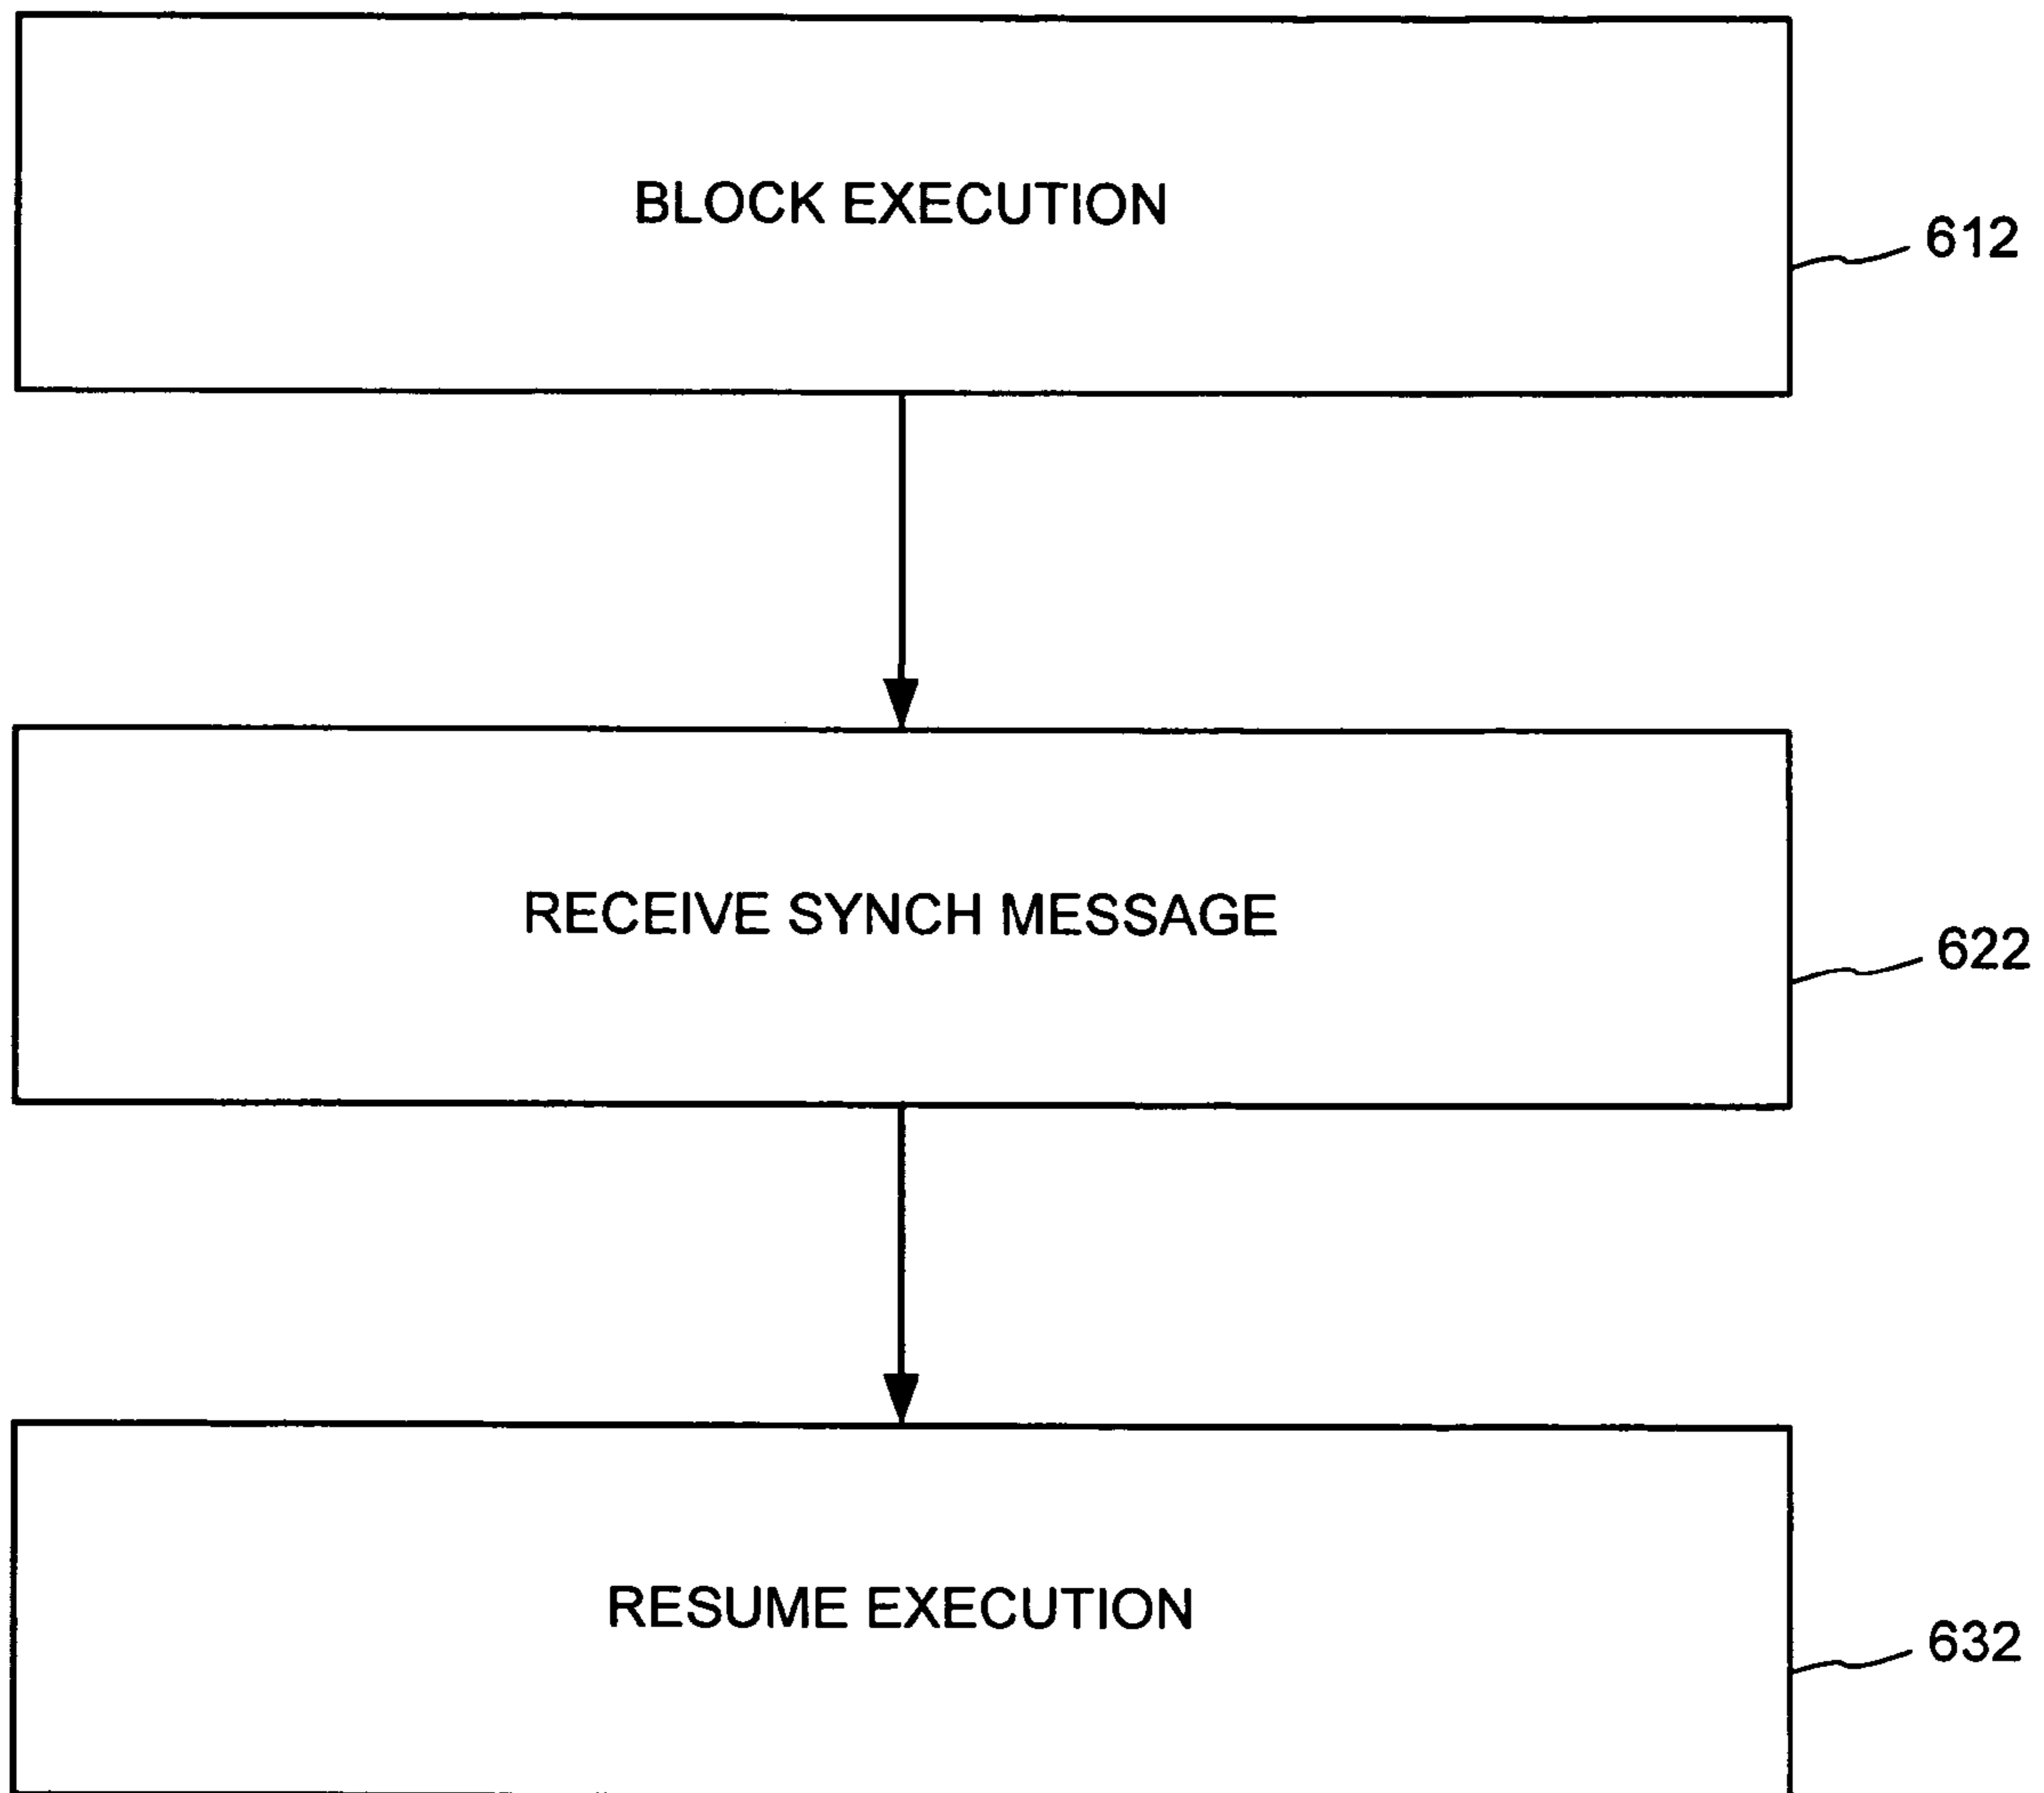 BLOCK EXECUTION
612
RECEIVE SYNCH MESSAGE
622
RESUME EXECUTION
632